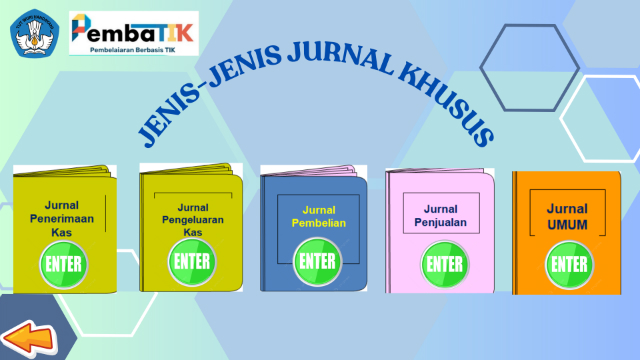 PembaTIK
Pembelajaran Berbasis TIK
JENIS-JENIS JURNAL KHUSUS
Jurnal
Penerimaan
Kas
ENTER
Jurnal
Pengeluaran
Kas
ENTER
Jurnal
Pembelian
ENTER
Jurnal
Penjualan
ENTER
Jurnal
UMUM
ENTER